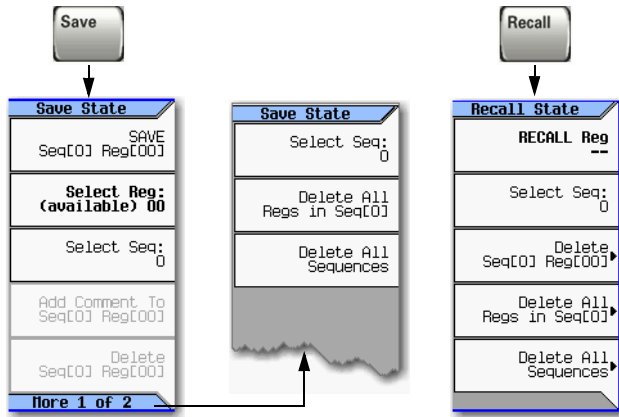 Save
Save State
SAVE
Seq[0] Reg[00]
Select Reg:
(available) 00
Select Seq:
0
Add Comment To
Seq[0] Reg[00]
Delete
Seq[0] Reg[00]
More 1 of 2
Save State
Select Seq:
0
Delete All
Regs in Seq[0]
Delete All
Sequences
Recall
Recall State
RECALL Reg
--
Select Seq:
0
Delete
Seq[0] Reg[00]
Delete All
Regs in Seq[0]
Delete All
Sequences